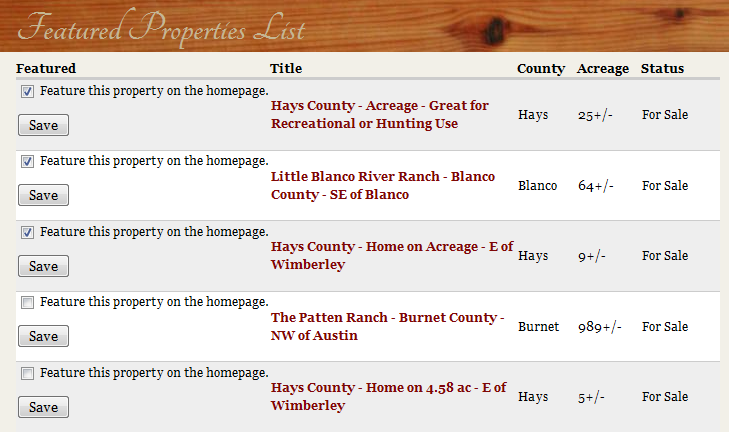 Featured Properties List
Featured Title County Acreage Status
Feature this property on the homepage.
Save
Hays County - Acreage - Great for
Recreational or Hunting Use
Hays
25+/-
For Sale
Feature this property on the homepage.
Save
Little Blanco River Ranch - Blanco
County - SE of Blanco
Blanco
64+/-
For Sale
Feature this property on the homepage.
Save
Hays County - Home on Acreage - E of
Wimberley
Hays
9+/-
For Sale
Feature this property on the homepage.
Save
The Patten Ranch - Burnet County -
NW of Austin
Burnet
989+/-
For Sale
Feature this property on the homepage.
Save
Hays County - Home on 4.58 ac - E of
Wimberley
Hays
5+/-
For Sale